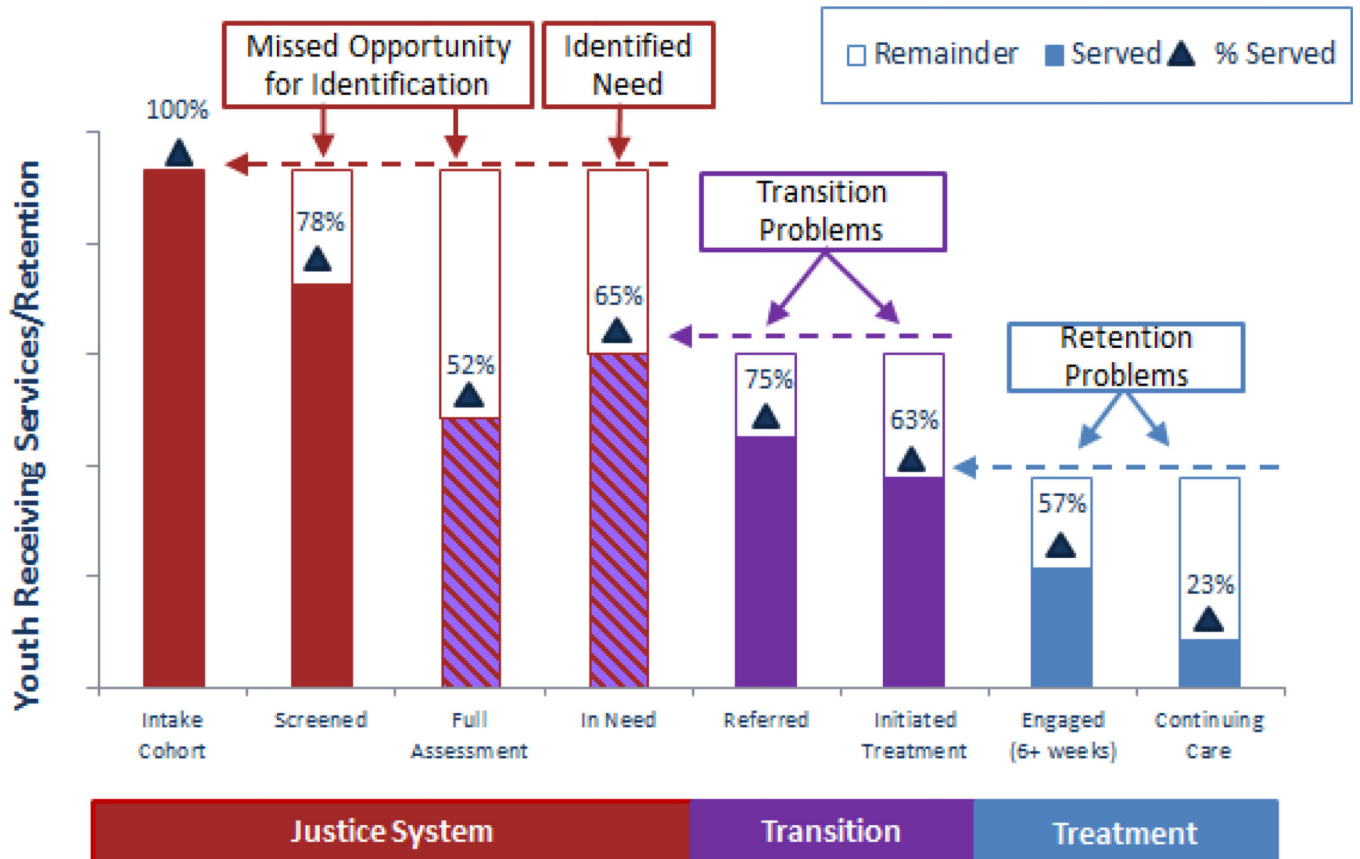 Missed Opportunity
for Identification
Identified
Need
Remainder Served % Served
100%
78%
52%
65%
Transition
Problems
75%
63%
Retention
Problems
57%
23%
Youth Receiving Services/Retention
Intake
Cohort
Screened
Full
Assessment
In Need
Referred
Initiated
Treatment
Engaged
(6+ weeks)
Continuing
Care
Justice System
Transition
Treatment